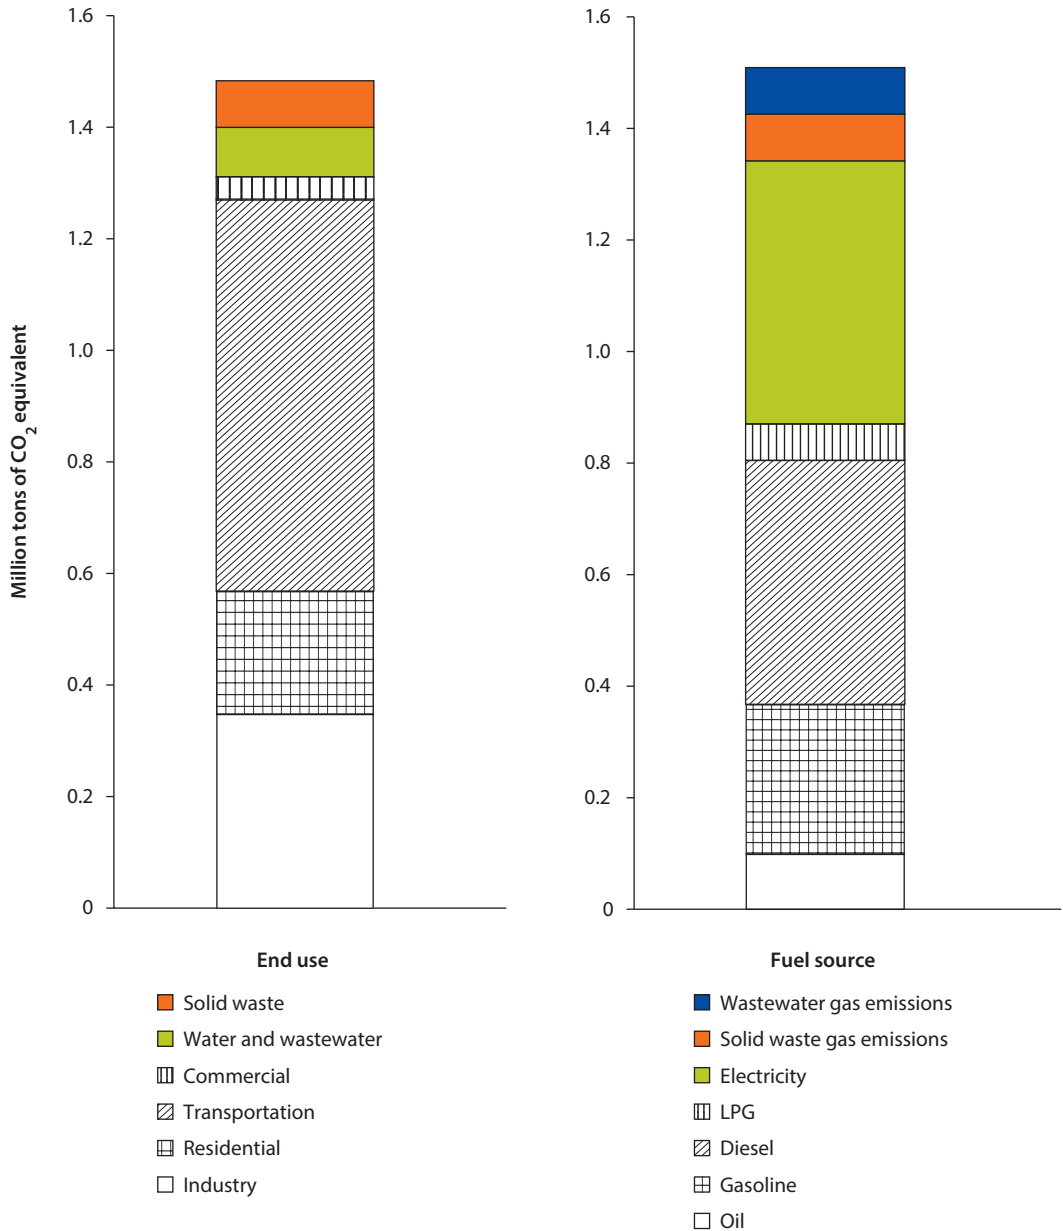 Million tons of CO2 equivalent
1.6
1.4
1.2
1.0
0.8
0.6
0.4
0.2
0
End use
Solid waste
Water and wastewater
Commercial
Transportation
Residential
Industry
1.6
1.4
1.2
1.0
0.8
0.6
0.4
0.2
0
Fuel source
Wastewater gas emissions
Solid waste gas emissions
Electricity
LPG
Diesel
Gasoline
Oil